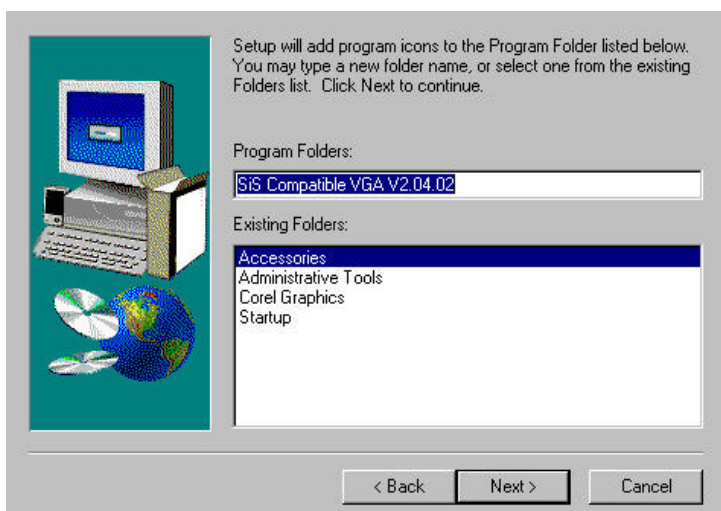 Setup will add program icons to the Program Folder listed below.
You may type a new folder name, or select one from the existing
Folders list.  Click Next to continue.
Program Folders:
SiS Compatible VGA V2.04.02
Existing Folders:
Accessories
Administrative Tools
Corel Graphics
Startup
< Back
Next >
Cancel